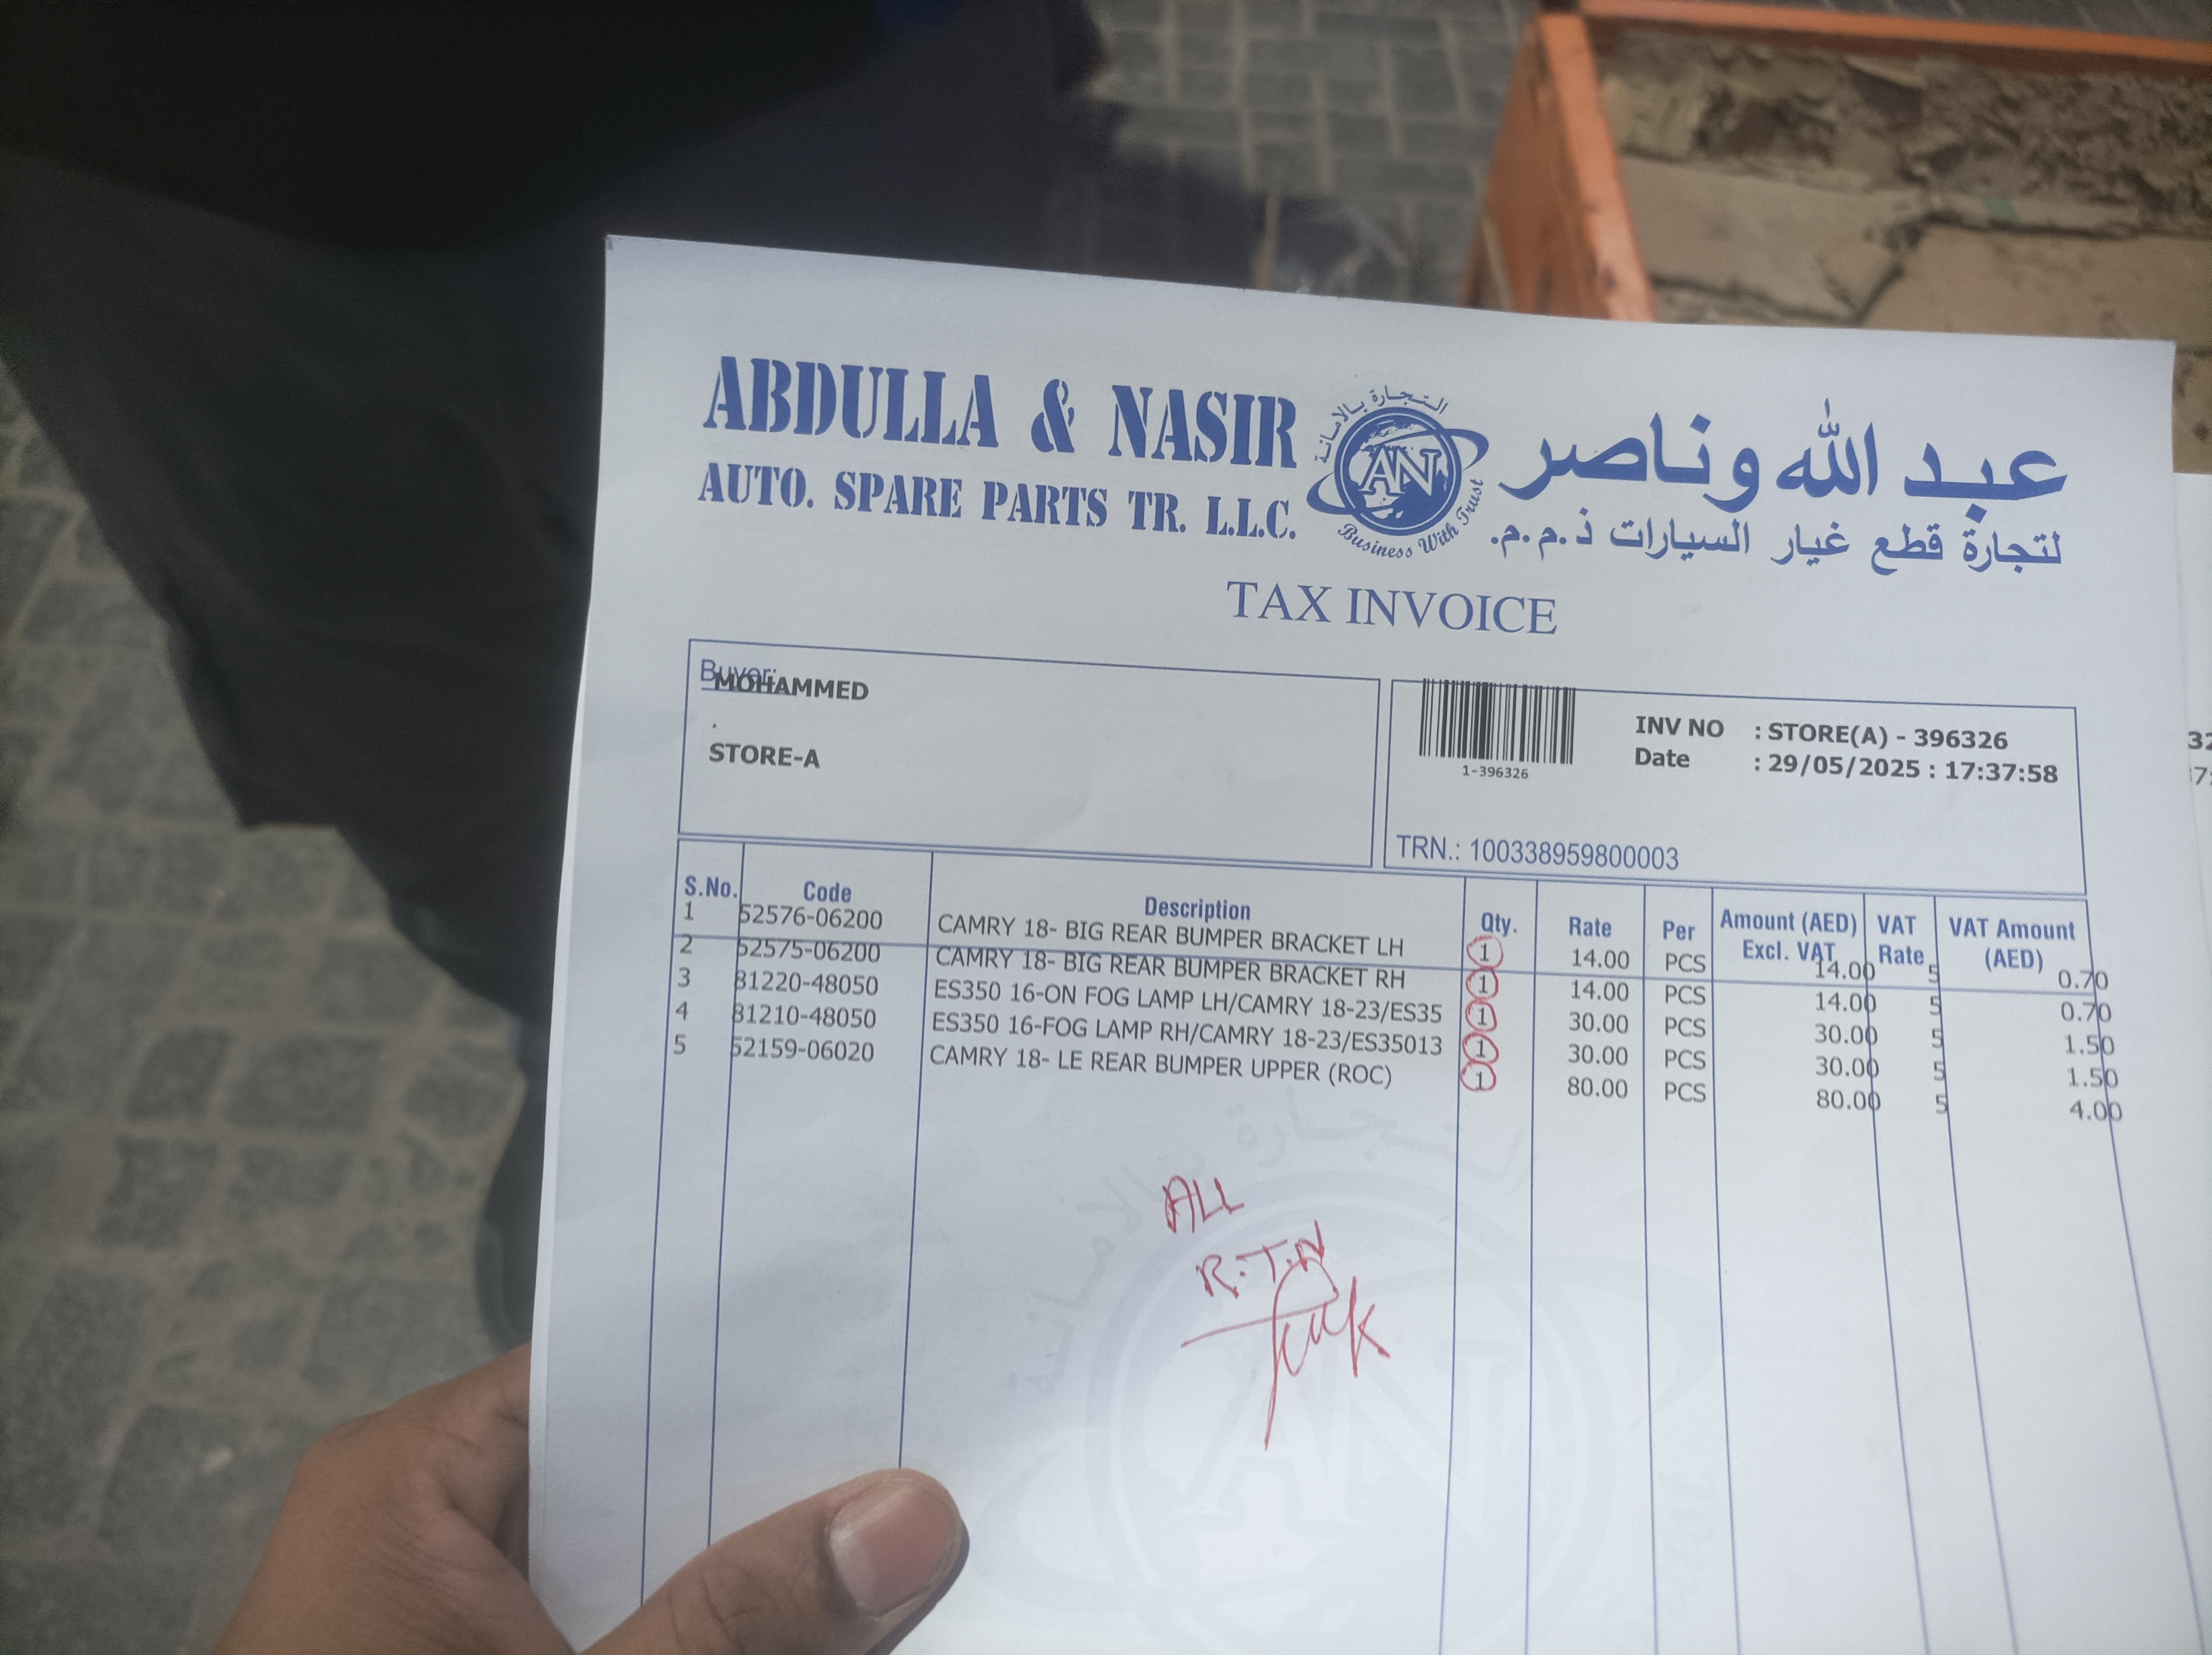 ABDULLA & NASIR
عبد الله وناصر
AUTO. SPARE PARTS TR. L.L.C.
لتجارة قطع غيار السيارات ذ.م.م.
التجارة بالامانة
AN
Business With Trust
TAX INVOICE
Buyer:
MOHAMMED
.
STORE-A
1-396326
INV NO : STORE(A) - 396326
Date : 29/05/2025 : 17:37:58
TRN.: 100338959800003
S.No. Code Description Qty. Rate Per Amount (AED) Excl. VAT VAT Rate VAT Amount (AED)
1 52576-06200 CAMRY 18- BIG REAR BUMPER BRACKET LH 1 14.00 PCS 14.00 5 0.70
2 52575-06200 CAMRY 18- BIG REAR BUMPER BRACKET RH 1 14.00 PCS 14.00 5 0.70
3 81220-48050 ES350 16-ON FOG LAMP LH/CAMRY 18-23/ES35 1 30.00 PCS 30.00 5 1.50
4 81210-48050 ES350 16-FOG LAMP RH/CAMRY 18-23/ES35013 1 30.00 PCS 30.00 5 1.50
5 52159-06020 CAMRY 18- LE REAR BUMPER UPPER (ROC) 1 80.00 PCS 80.00 5 4.00
ALL
R.T.N